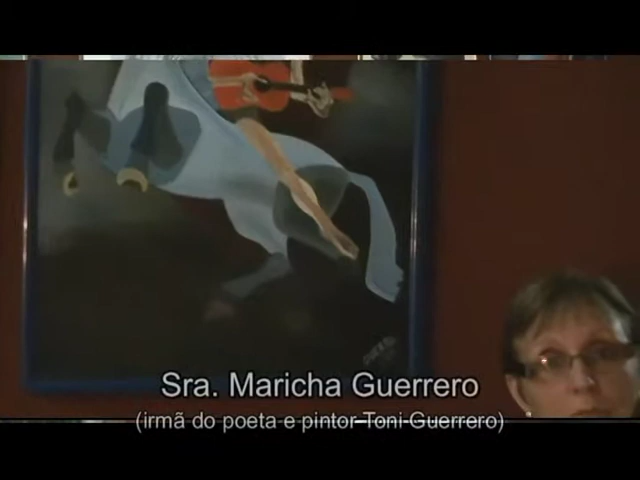 Sra. Maricha Guerrero
(irmã do poeta e pintor Toni Guerrero)